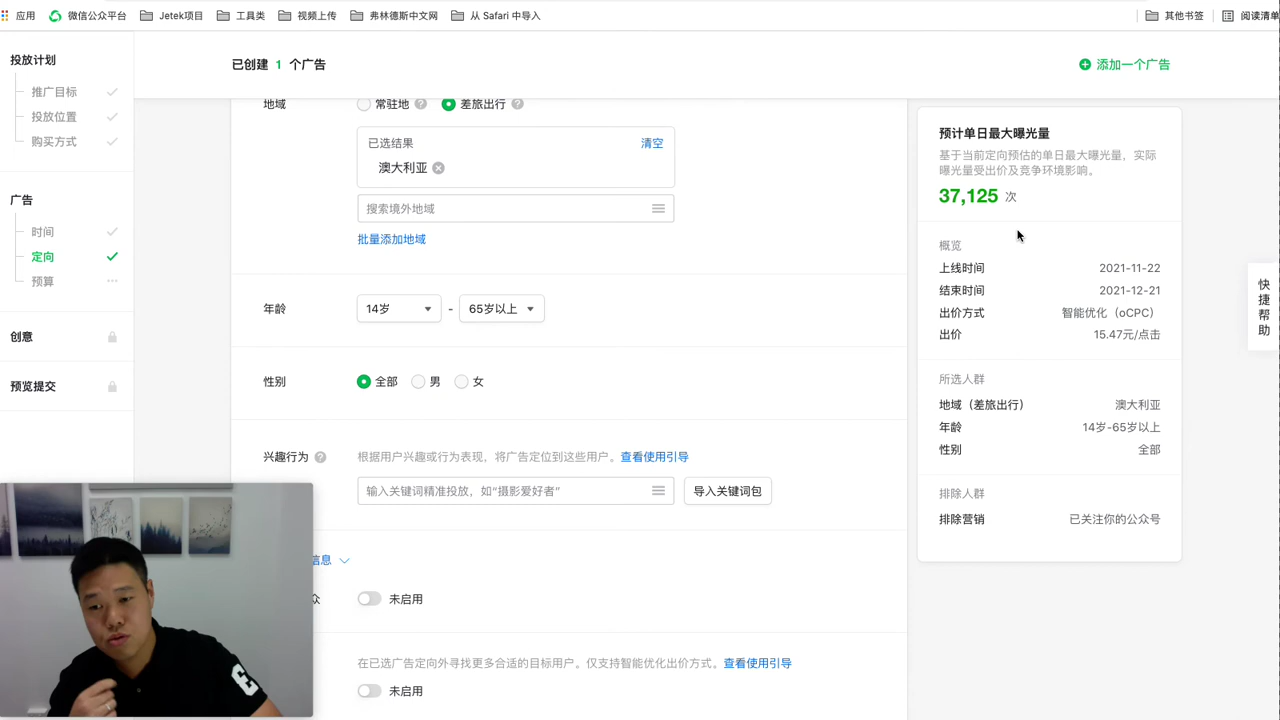 应用
微信公众平台
Jetek项目
工具类
视频上传
弗林德斯中文网
从 Safari 中导入
其他书签
阅读清单
投放计划
推广目标
投放位置
购买方式
广告
时间
定向
预算
创意
预览提交
已创建 1 个广告
添加一个广告
地域
常驻地
差旅出行
已选结果
清空
澳大利亚
搜索境外地域
批量添加地域
年龄
14岁
-
65岁以上
性别
全部
男
女
兴趣行为
根据用户兴趣或行为表现，将广告定位到这些用户。查看使用引导
输入关键词精准投放，如“摄影爱好者”
导入关键词包
信息
众
未启用
在已选广告定向外寻找更多合适的目标用户。仅支持智能优化出价方式。查看使用引导
未启用
预计单日最大曝光量
基于当前定向预估的单日最大曝光量，实际
曝光量受出价及竞争环境影响。
37,125 次
概览
上线时间 2021-11-22
结束时间 2021-12-21
出价方式 智能优化（oCPC）
出价 15.47元/点击
所选人群
地域（差旅出行） 澳大利亚
年龄 14岁-65岁以上
性别 全部
排除人群
排除营销 已关注你的公众号
快捷帮助
3